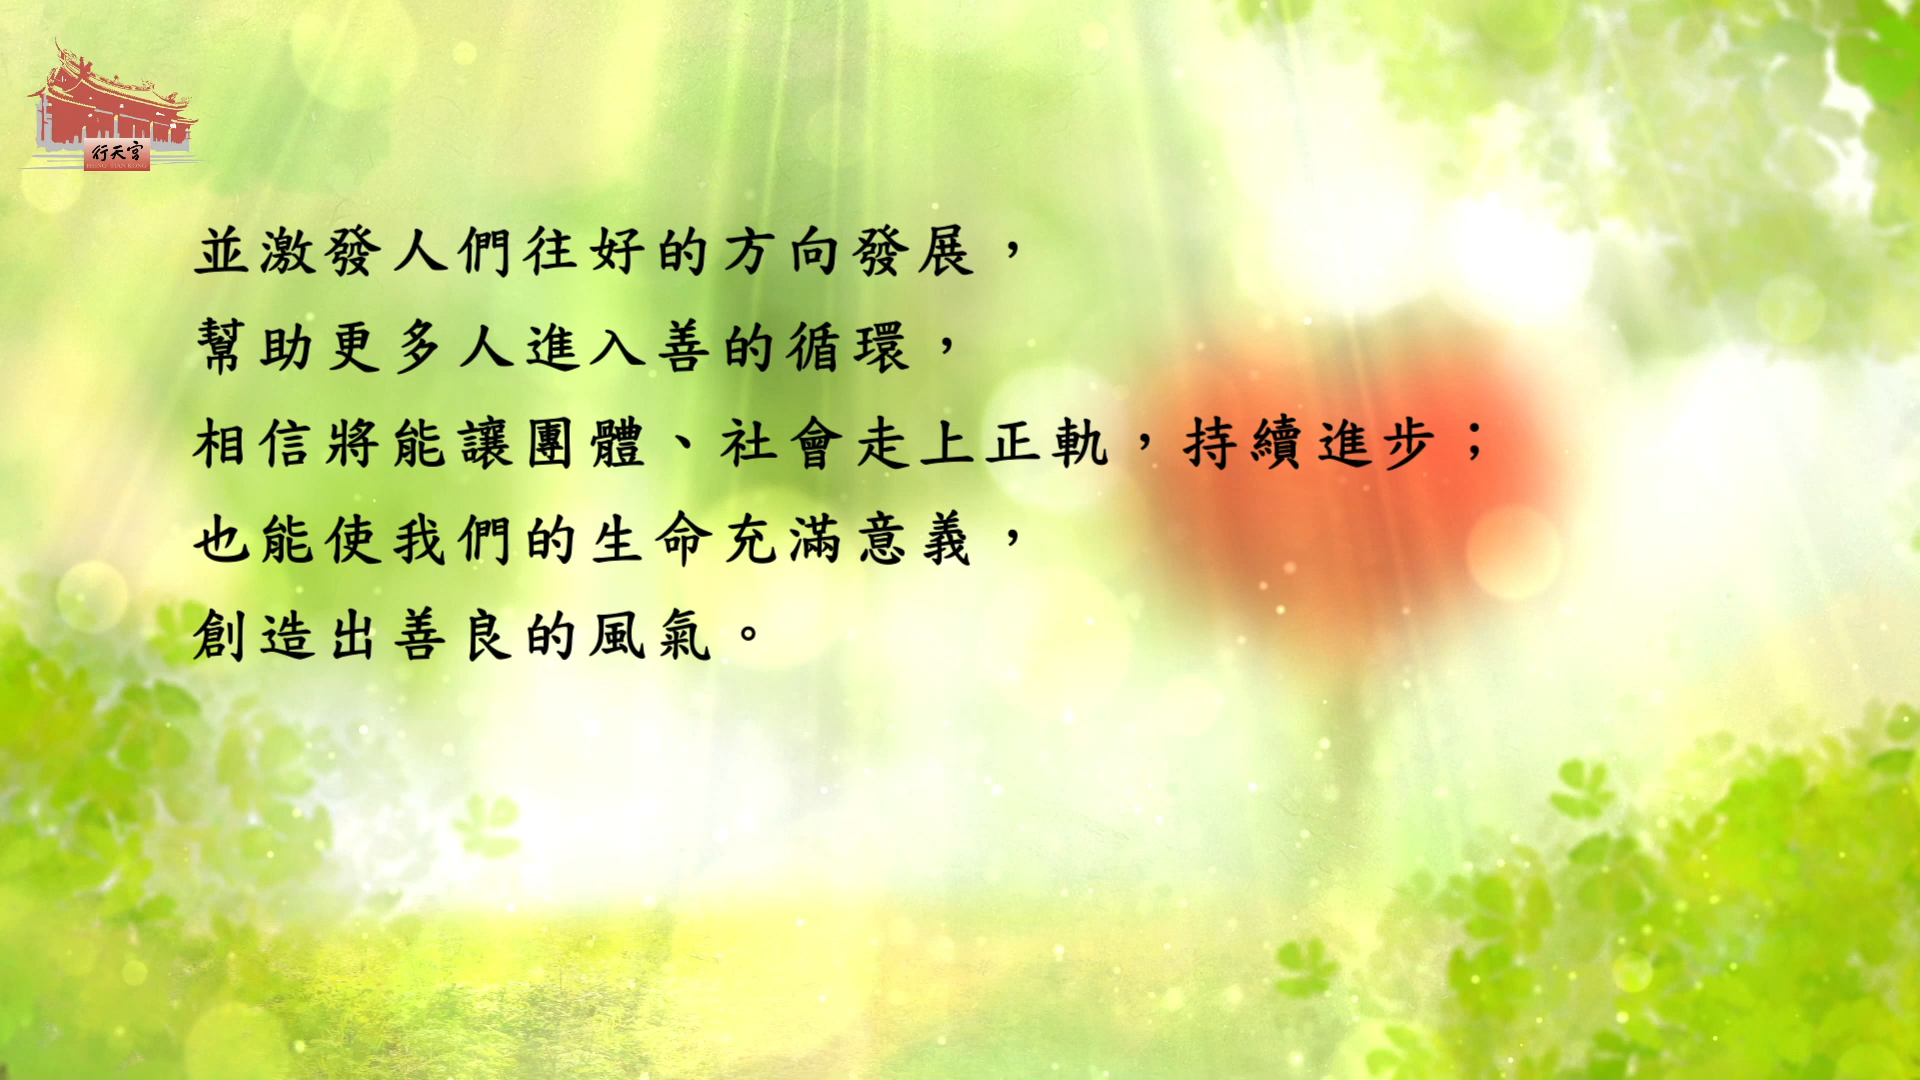 行天宮
HSING TIAN KONG
並激發人們往好的方向發展，
幫助更多人進入善的循環，
相信將能讓團體、社會走上正軌，持續進步；
也能使我們的生命充滿意義，
創造出善良的風氣。